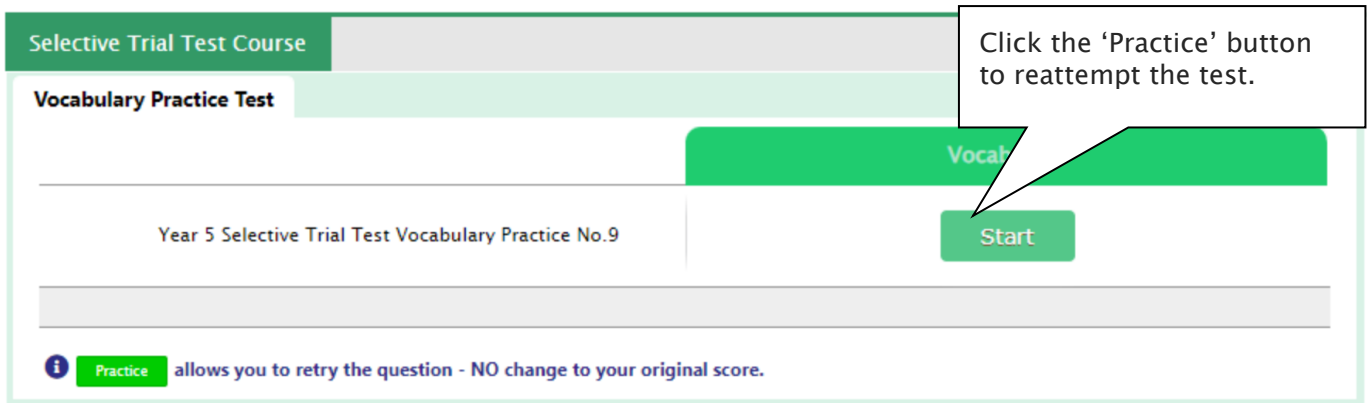 Selective Trial Test Course
Click the ‘Practice’ button
to reattempt the test.
Vocabulary Practice Test
Year 5 Selective Trial Test Vocabulary Practice No.9
Start
Practice allows you to retry the question - NO change to your original score.